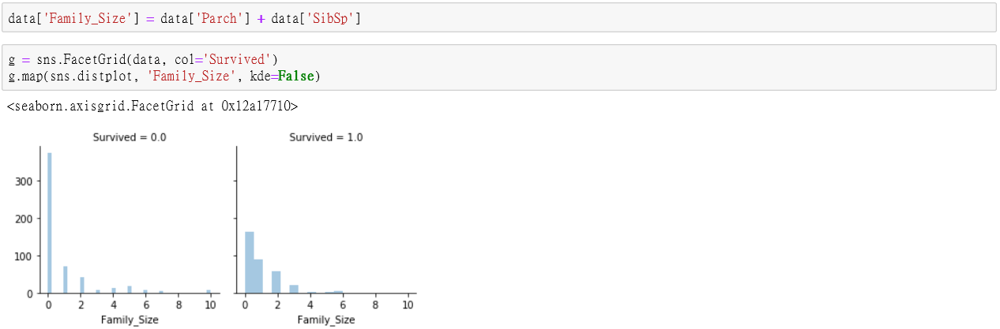 data['Family_Size'] = data['Parch'] + data['SibSp']
g = sns.FacetGrid(data, col='Survived')
g.map(sns.distplot, 'Family_Size', kde=False)
<seaborn.axisgrid.FacetGrid at 0x12a17710>
Survived = 0.0 Survived = 1.0
300
200
100
0
0 2 4 6 8 10 0 2 4 6 8 10
Family_Size Family_Size